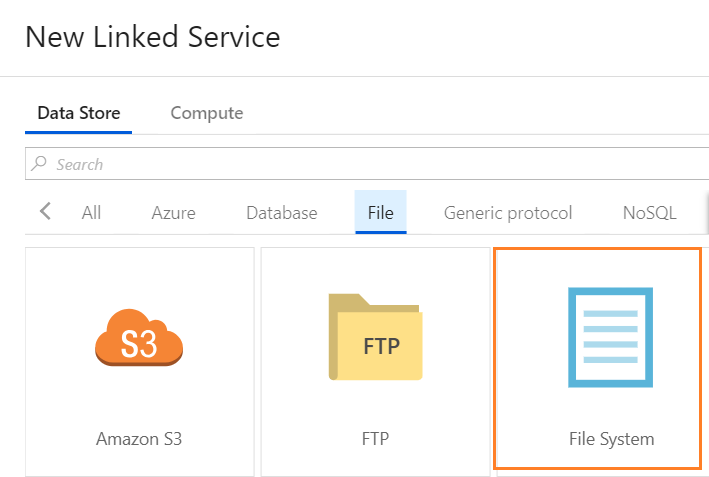 New Linked Service
Data Store Compute
Search
All Azure Database File Generic protocol NoSQL
S3 FTP
Amazon S3 FTP File System